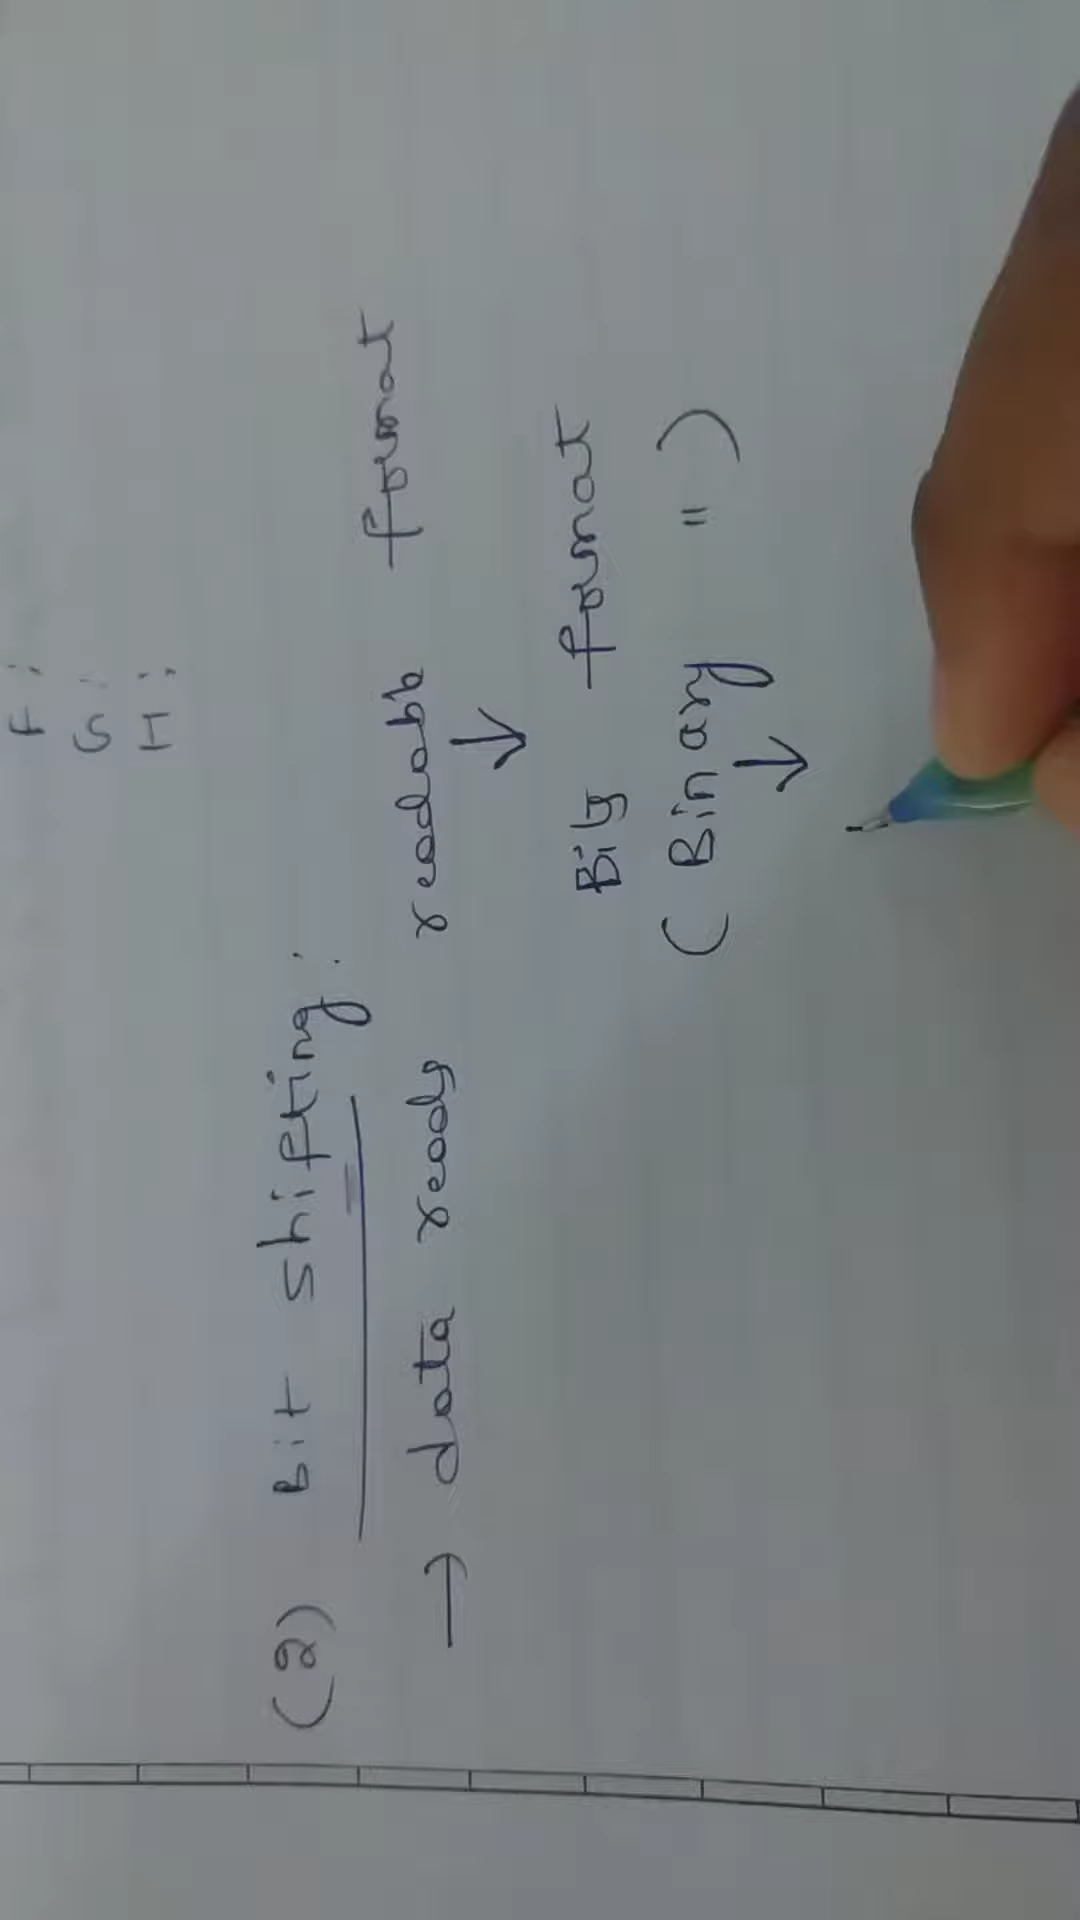 F :
G :
H :
(2) Bit shifting :
→ data ready readable format
↓
Bits format
( Binary " )
↓